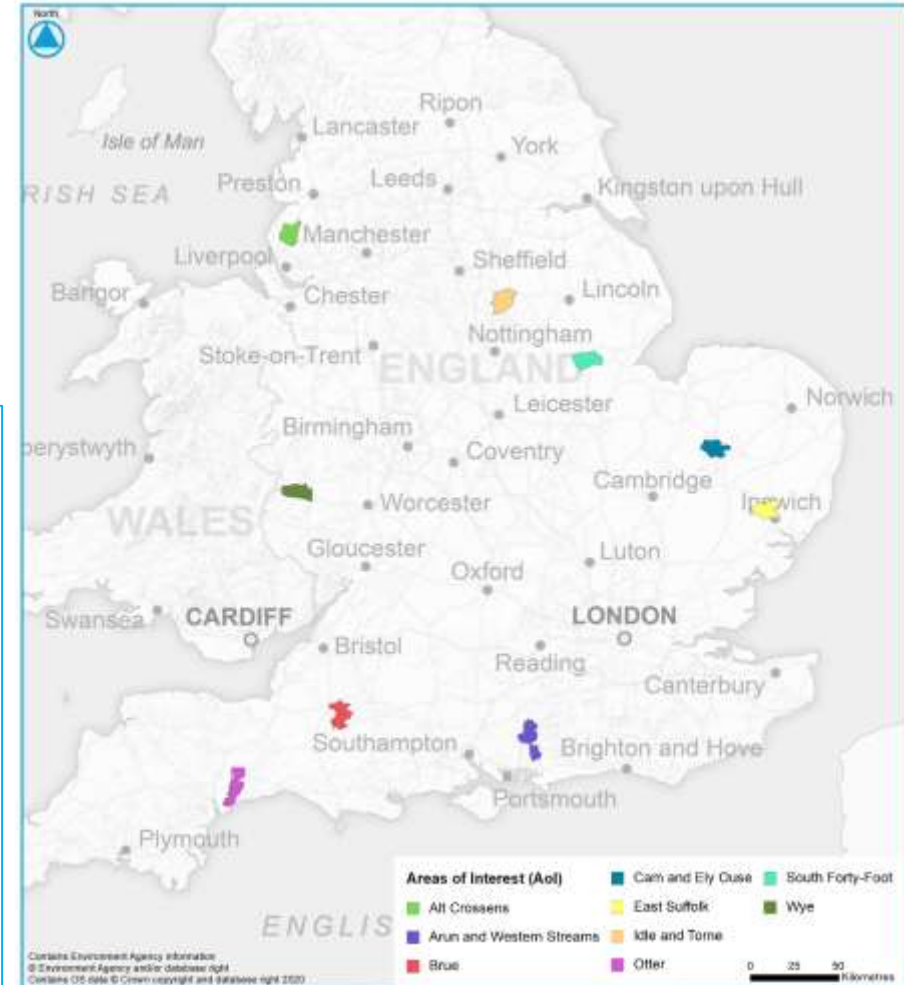 North
Ripon
Lancaster
Isle of Man
York
RISH SEA
Preston
Leeds
Kingston upon Hull
Manchester
Liverpool
Sheffield
Bangor
Chester
Lincoln
Nottingham
Stoke-on-Trent
ENGLAND
Leicester
Norwich
Birmingham
perystwyth
Coventry
Cambridge
Ipswich
Worcester
WALES
Gloucester
Luton
Oxford
Swansea
CARDIFF
LONDON
Bristol
Reading
Canterbury
Southampton
Brighton and Hove
Portsmouth
Plymouth
ENGLIS
Areas of Interest (AoI)
Alt Crossens
Arun and Western Streams
Brue
Cam and Ely Ouse
East Suffolk
Idle and Torne
Otter
South Forty-Foot
Wye
0 25 50
Kilometres
Contains Environment Agency information
© Environment Agency and/or database right
Contains OS data © Crown copyright and database right 2020